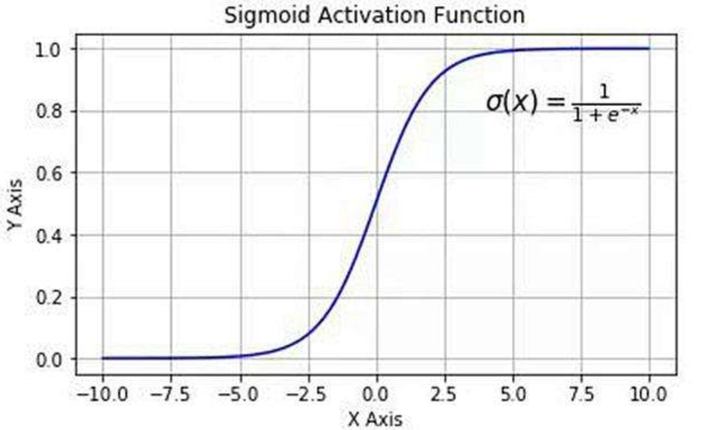 Sigmoid Activation Function
1.0
0.8
0.6
0.4
0.2
0.0
Y Axis
σ(x) = 1/(1 + e^−x)
−10.0 −7.5 −5.0 −2.5 0.0 2.5 5.0 7.5 10.0
X Axis